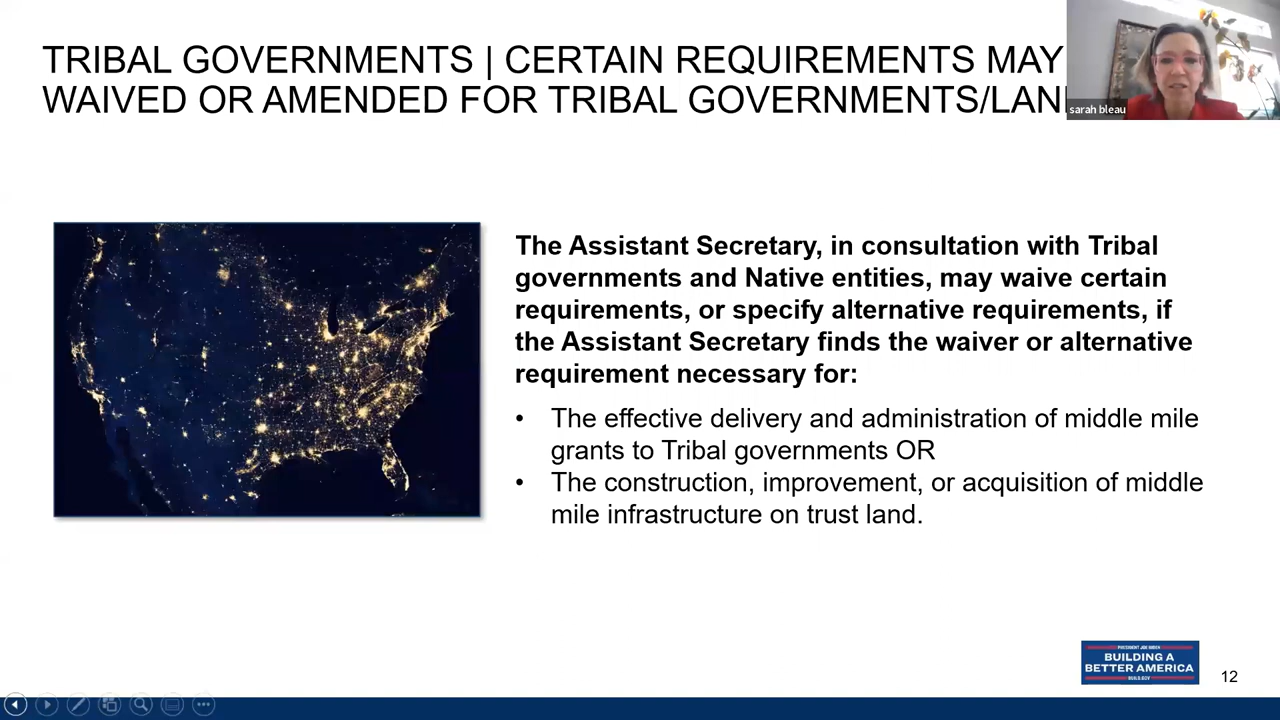 TRIBAL GOVERNMENTS | CERTAIN REQUIREMENTS MAY
WAIVED OR AMENDED FOR TRIBAL GOVERNMENTS/LAN
sarah bleau
The Assistant Secretary, in consultation with Tribal
governments and Native entities, may waive certain
requirements, or specify alternative requirements, if
the Assistant Secretary finds the waiver or alternative
requirement necessary for:
• The effective delivery and administration of middle mile
grants to Tribal governments OR
• The construction, improvement, or acquisition of middle
mile infrastructure on trust land.
PRESIDENT JOE BIDEN
BUILDING A
BETTER AMERICA
BUILD.GOV
12